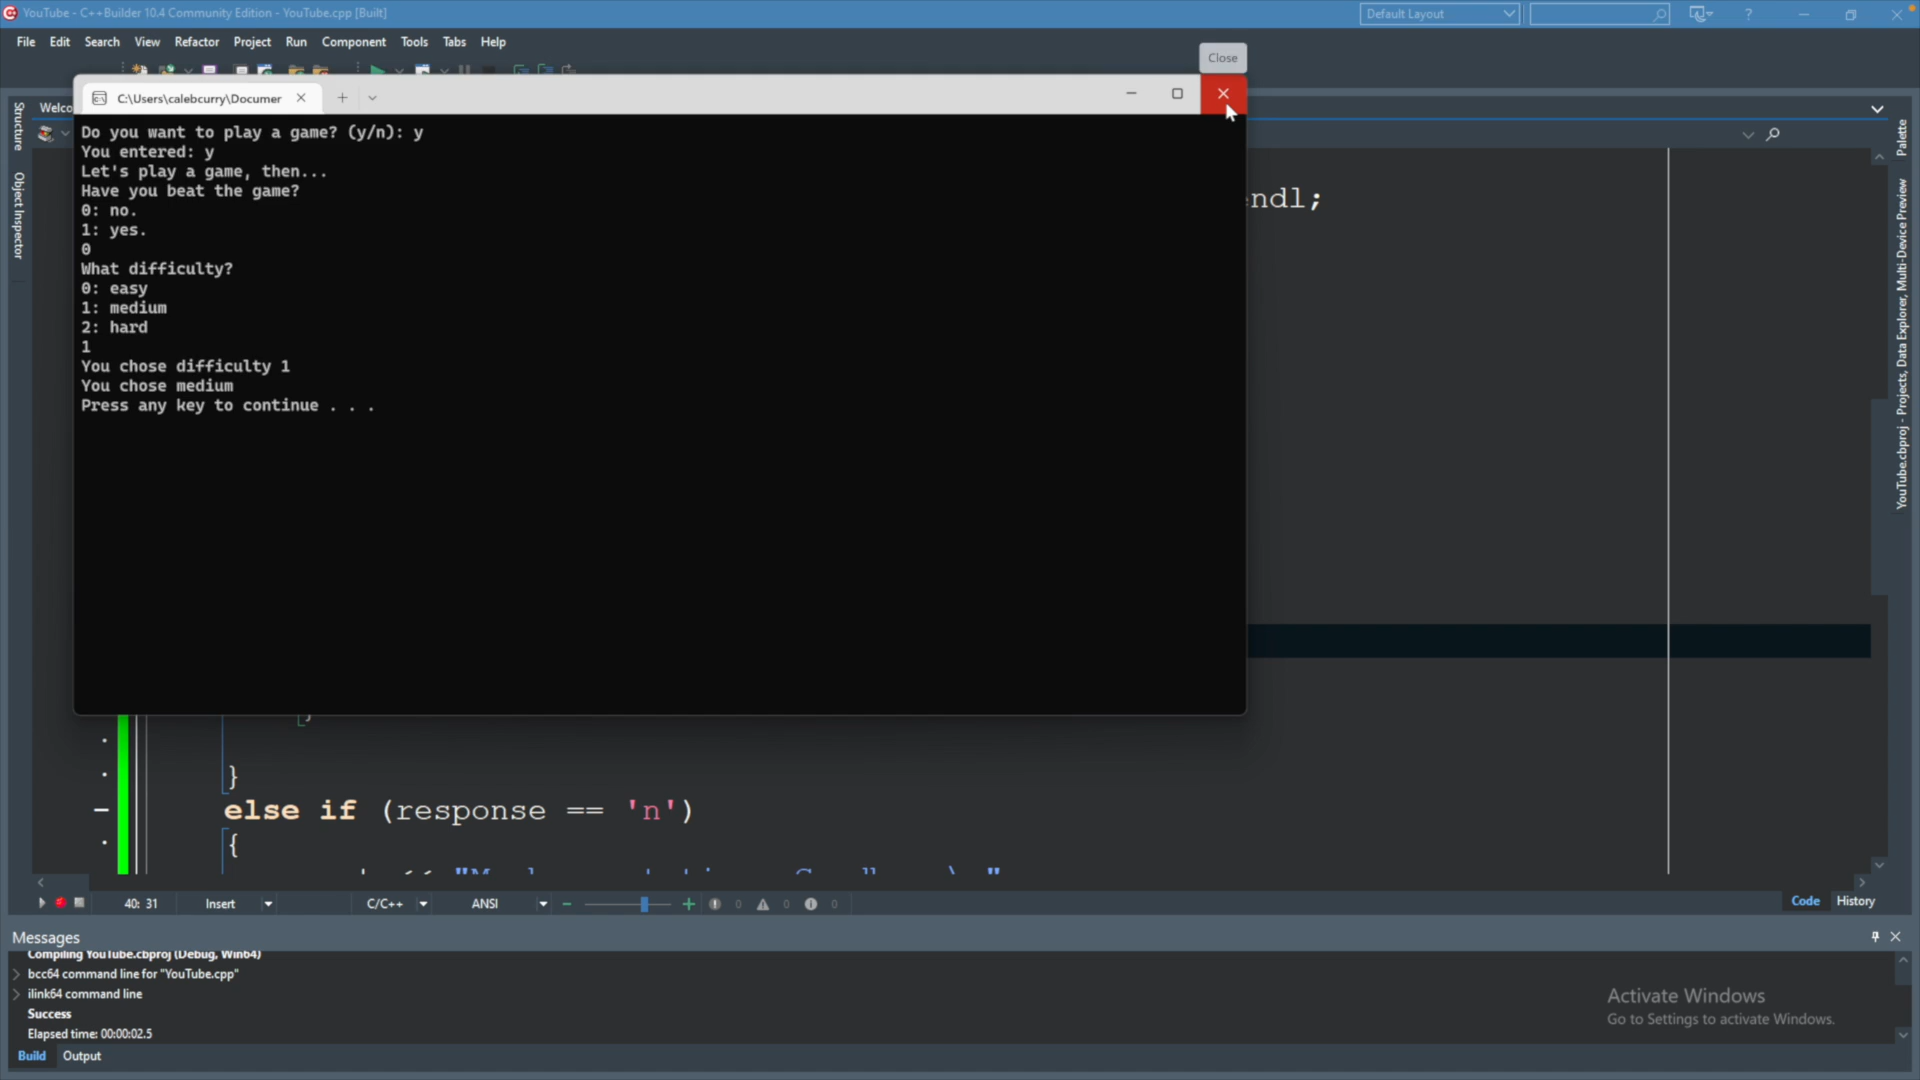 YouTube - C++Builder 10.4 Community Edition - YouTube.cpp [Built]
Default Layout
?
File Edit Search View Refactor Project Run Component Tools Tabs Help
Close
C:\Users\calebcurry\Documer
Welco
Structure
Object Inspector
Palette
YouTube.cbproj - Projects, Data Explorer, Multi-Device Preview
Do you want to play a game? (y/n): y
You entered: y
Let's play a game, then...
Have you beat the game?
0: no.
1: yes.
0
What difficulty?
0: easy
1: medium
2: hard
1
You chose difficulty 1
You chose medium
Press any key to continue . . .
ndl;
}
}
else if (response == 'n')
{
40: 31 Insert C/C++ ANSI 0 0 0
Code History
Messages
Compiling YouTube.cbproj (Debug, Win64)
bcc64 command line for "YouTube.cpp"
ilink64 command line
Success
Elapsed time: 00:00:02.5
Build Output
Activate Windows
Go to Settings to activate Windows.